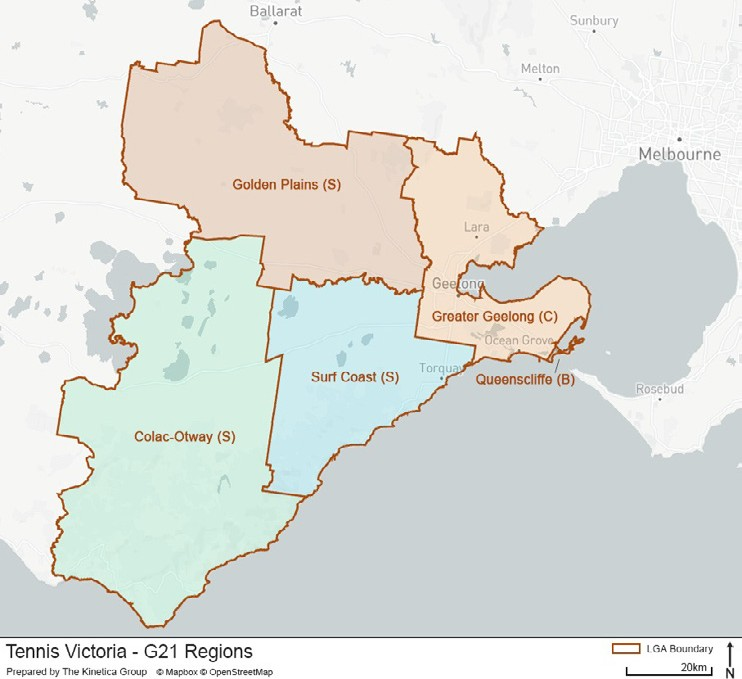 Ballarat
Sunbury
Melton
Melbourne
Golden Plains (S)
Lara
Geelong
Greater Geelong (C)
Ocean Grove
Torquay
Surf Coast (S)
Queenscliffe (B)
Rosebud
Colac-Otway (S)
Tennis Victoria - G21 Regions
LGA Boundary
Prepared by The Kinetica Group © Mapbox © OpenStreetMap
20km
N